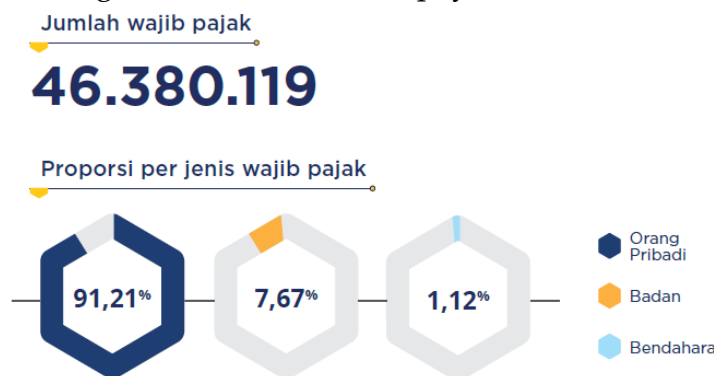 Jumlah wajib pajak
46.380.119
Proporsi per jenis wajib pajak
91,21%
7,67%
1,12%
Orang
Pribadi
Badan
Bendahara